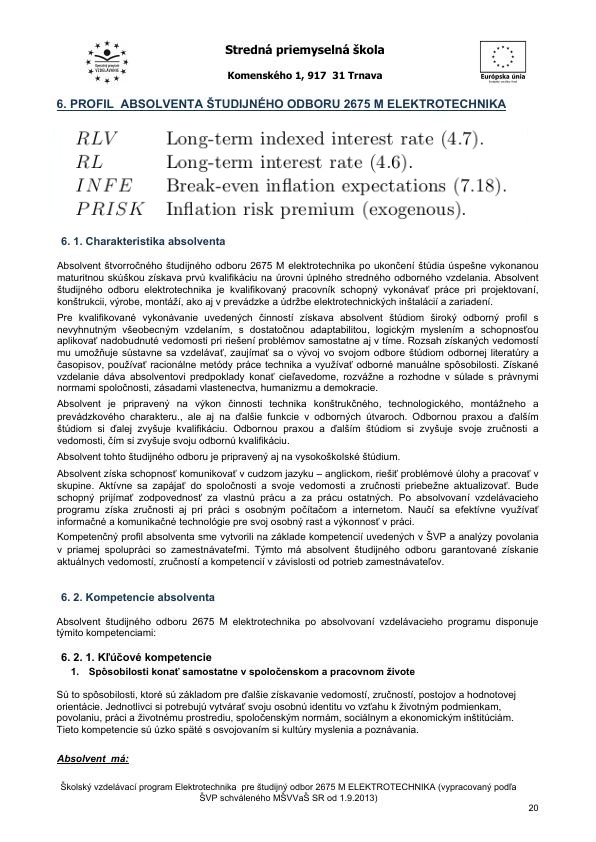 Stredná priemyselná škola
Komenského 1, 917  31 Trnava
VZDELÁVANIE
Európska únia
6. PROFIL  ABSOLVENTA ŠTUDIJNÉHO ODBORU 2675 M ELEKTROTECHNIKA
RLV Long-term indexed interest rate (4.7).
RL Long-term interest rate (4.6).
INFE Break-even inflation expectations (7.18).
PRISK Inflation risk premium (exogenous).
6. 1. Charakteristika absolventa
Absolvent štvorročného študijného odboru 2675 M elektrotechnika po ukončení štúdia úspešne vykonanou
maturitnou skúškou získava prvú kvalifikáciu na úrovni úplného stredného odborného vzdelania. Absolvent
študijného odboru elektrotechnika je kvalifikovaný pracovník schopný vykonávať práce pri projektovaní,
konštrukcii, výrobe, montáží, ako aj v prevádzke a údržbe elektrotechnických inštalácií a zariadení.
Pre kvalifikované vykonávanie uvedených činností získava absolvent štúdiom široký odborný profil s
nevyhnutným všeobecným vzdelaním, s dostatočnou adaptabilitou, logickým myslením a schopnosťou
aplikovať nadobudnuté vedomosti pri riešení problémov samostatne aj v tíme. Rozsah získaných vedomostí
mu umožňuje sústavne sa vzdelávať, zaujímať sa o vývoj vo svojom odbore štúdiom odbornej literatúry a
časopisov, používať racionálne metódy práce technika a využívať odborné manuálne spôsobilosti. Získané
vzdelanie dáva absolventovi predpoklady konať cieľavedome, rozvážne a rozhodne v súlade s právnymi
normami spoločnosti, zásadami vlastenectva, humanizmu a demokracie.
Absolvent je pripravený na výkon činnosti technika konštrukčného, technologického, montážneho a
prevádzkového charakteru., ale aj na ďalšie funkcie v odborných útvaroch. Odbornou praxou a ďalším
štúdiom si ďalej zvyšuje kvalifikáciu. Odbornou praxou a ďalším štúdiom si zvyšuje svoje zručnosti a
vedomosti, čím si zvyšuje svoju odbornú kvalifikáciu.
Absolvent tohto študijného odboru je pripravený aj na vysokoškolské štúdium.
Absolvent získa schopnosť komunikovať v cudzom jazyku – anglickom, riešiť problémové úlohy a pracovať v
skupine. Aktívne sa zapájať do spoločnosti a svoje vedomosti a zručnosti priebežne aktualizovať. Bude
schopný prijímať zodpovednosť za vlastnú prácu a za prácu ostatných. Po absolvovaní vzdelávacieho
programu získa zručnosti aj pri práci s osobným počítačom a internetom. Naučí sa efektívne využívať
informačné a komunikačné technológie pre svoj osobný rast a výkonnosť v práci.
Kompetenčný profil absolventa sme vytvorili na základe kompetencií uvedených v ŠVP a analýzy povolania
v priamej spolupráci so zamestnávateľmi. Týmto má absolvent študijného odboru garantované získanie
aktuálnych vedomostí, zručností a kompetencií v závislosti od potrieb zamestnávateľov.
6. 2. Kompetencie absolventa
Absolvent študijného odboru 2675 M elektrotechnika po absolvovaní vzdelávacieho programu disponuje
týmito kompetenciami:
6. 2. 1. Kľúčové kompetencie
1. Spôsobilosti konať samostatne v spoločenskom a pracovnom živote
Sú to spôsobilosti, ktoré sú základom pre ďalšie získavanie vedomostí, zručností, postojov a hodnotovej
orientácie. Jednotlivci si potrebujú vytvárať svoju osobnú identitu vo vzťahu k životným podmienkam,
povolaniu, práci a životnému prostrediu, spoločenským normám, sociálnym a ekonomickým inštitúciám.
Tieto kompetencie sú úzko späté s osvojovaním si kultúry myslenia a poznávania.
Absolvent  má:
Školský vzdelávací program Elektrotechnika  pre študijný odbor 2675 M ELEKTROTECHNIKA (vypracovaný podľa
ŠVP schváleného MŠVVaŠ SR od 1.9.2013)
20